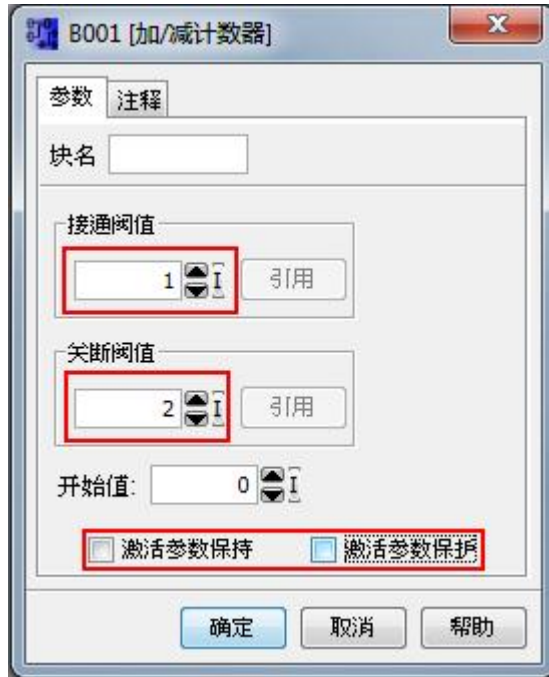 B001 [加/减计数器]
参数 注释
块名
接通阀值
1 引用
关断阀值
2 引用
开始值: 0
激活参数保持 激活参数保护
确定 取消 帮助